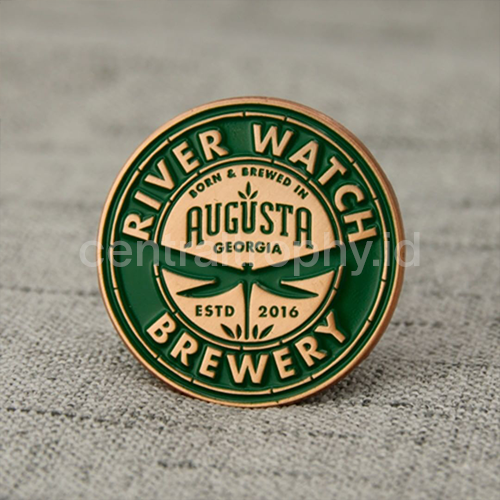 RIVER WATCH
BORN & BREWED IN
AUGUSTA
GEORGIA
ESTD 2016
BREWERY
centraltrophy.id